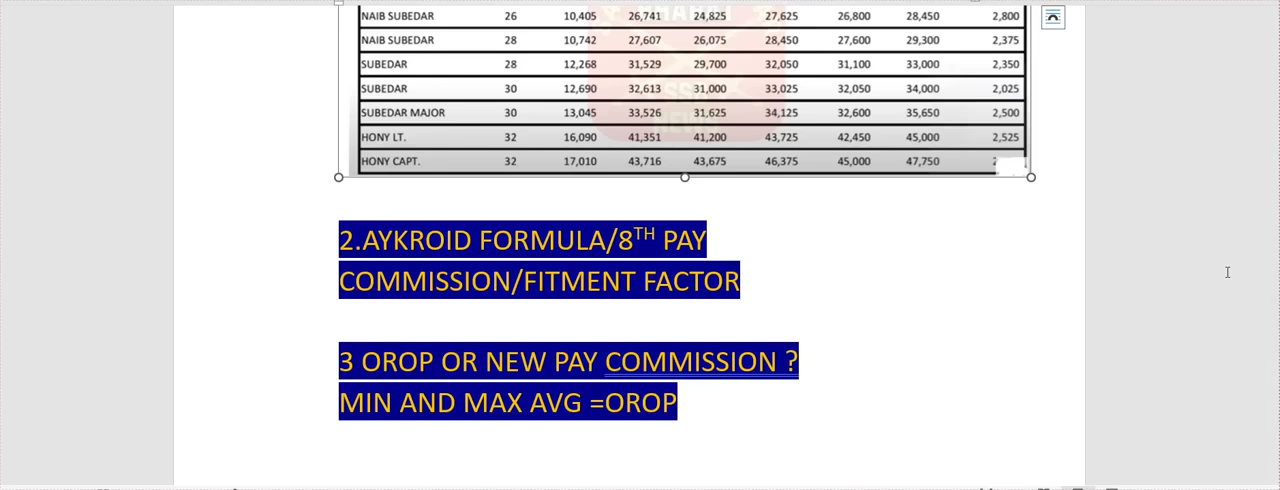 NAIB SUBEDAR 26 10,405 26,741 24,825 27,625 26,800 28,450 2,800
NAIB SUBEDAR 28 10,742 27,607 26,075 28,450 27,600 29,300 2,375
SUBEDAR 28 12,268 31,529 29,700 32,050 31,100 33,000 2,350
SUBEDAR 30 12,690 32,613 31,000 33,025 32,050 34,000 2,025
SUBEDAR MAJOR 30 13,045 33,526 31,625 34,125 32,600 35,650 2,500
HONY LT. 32 16,090 41,351 41,200 43,725 42,450 45,000 2,525
HONY CAPT. 32 17,010 43,716 43,675 46,375 45,000 47,750
2.AYKROID FORMULA/8TH PAY
COMMISSION/FITMENT FACTOR
3 OROP OR NEW PAY COMMISSION ?
MIN AND MAX AVG =OROP